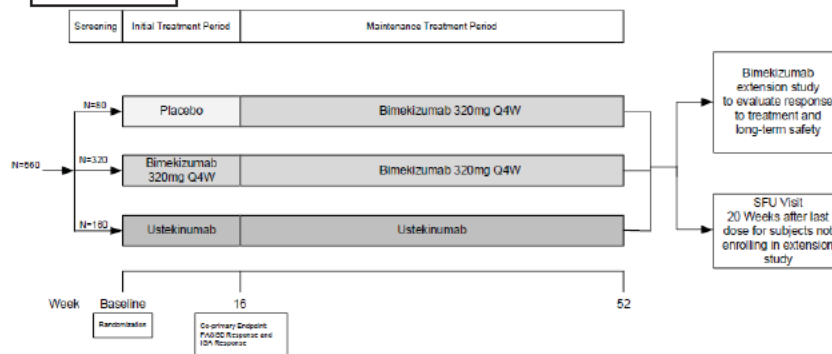 Screening
Initial Treatment Period
Maintenance Treatment Period
N=80
Placebo
Bimekizumab 320mg Q4W
N=660
N=320
Bimekizumab
320mg Q4W
Bimekizumab 320mg Q4W
N=160
Ustekinumab
Ustekinumab
Bimekizumab
extension study
to evaluate response
to treatment and
long-term safety
SFU Visit
20 Weeks after last
dose for subjects not
enrolling in extension
study
Week
Baseline
16
52
Randomization
Co-primary Endpoint:
Response and
IGA Response